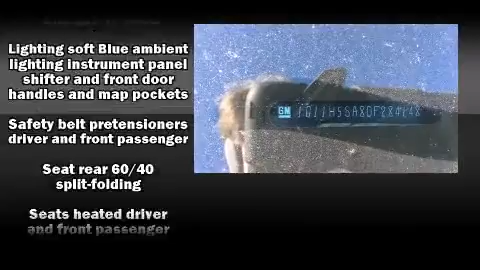 Lighting soft Blue ambient
lighting instrument panel
shifter and front door
handles and map pockets
Safety belt pretensioners
driver and front passenger
Seat rear 60/40
split-folding
Seats heated driver
and front passenger
GM